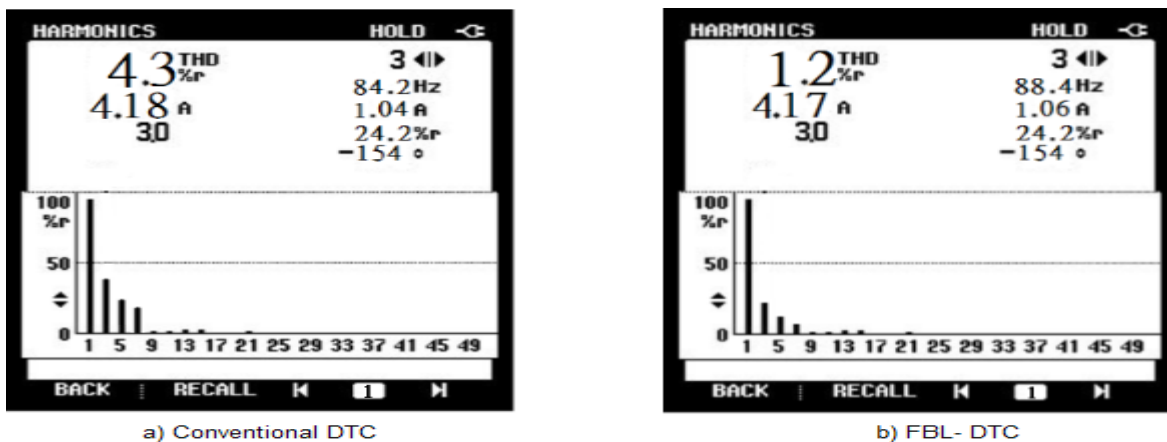 HARMONICS HOLD
4.3 THD %r 3
4.18 A 84.2Hz
3.0 1.04 A
24.2%r
-154 °
100
%r
50
0
1 5 9 13 17 21 25 29 33 37 41 45 49
BACK RECALL 1
a) Conventional DTC
HARMONICS HOLD
1.2 THD %r 3
4.17 A 88.4Hz
3.0 1.06 A
24.2%r
-154 °
100
%r
50
0
1 5 9 13 17 21 25 29 33 37 41 45 49
BACK RECALL 1
b) FBL- DTC